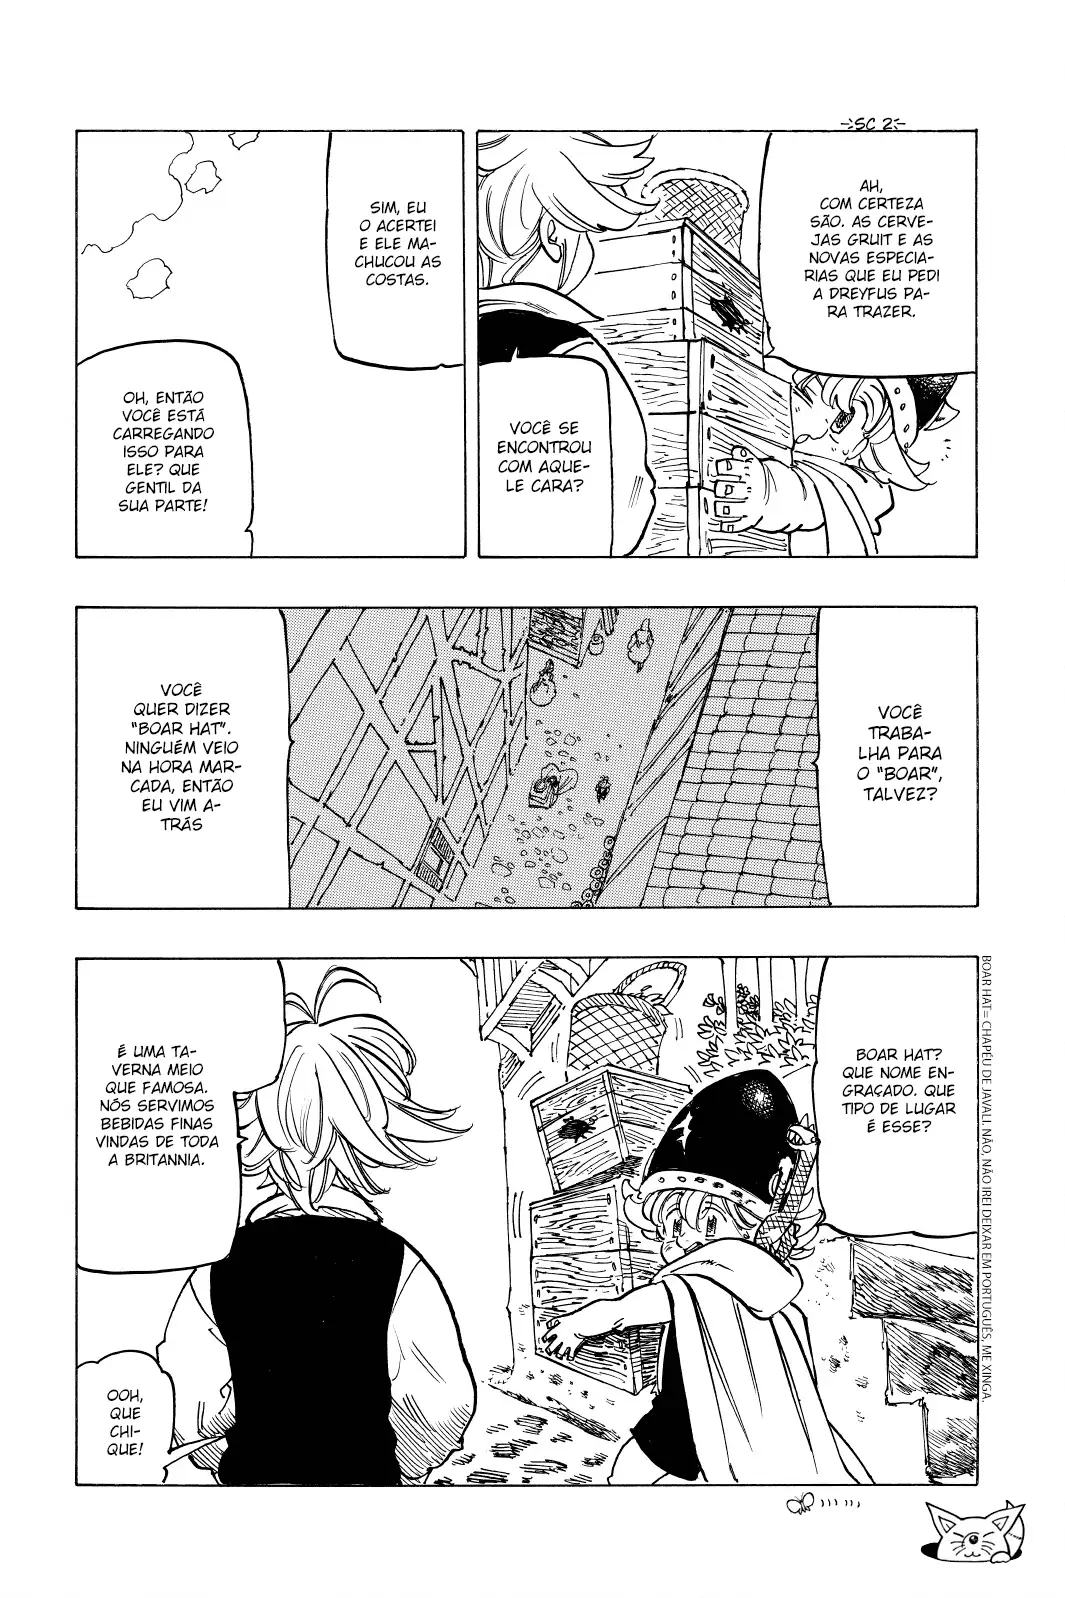 SC 2
AH,
COM CERTEZA
SÃO. AS CERVE-
JAS GRUIT E AS
NOVAS ESPECIA-
RIAS QUE EU PEDI
A DREYFUS PA-
RA TRAZER.
VOCÊ SE
ENCONTROU
COM AQUE-
LE CARA?
SIM, EU
O ACERTEI
E ELE MA-
CHUCOU AS
COSTAS.
OH, ENTÃO
VOCÊ ESTÁ
CARREGANDO
ISSO PARA
ELE? QUE
GENTIL DA
SUA PARTE!
VOCÊ
TRABA-
LHA PARA
O "BOAR",
TALVEZ?
VOCÊ
QUER DIZER
"BOAR HAT".
NINGUÉM VEIO
NA HORA MAR-
CADA, ENTÃO
EU VIM A-
TRÁS
BOAR HAT?
QUE NOME EN-
GRAÇADO. QUE
TIPO DE LUGAR
É ESSE?
É UMA TA-
VERNA MEIO
QUE FAMOSA.
NÓS SERVIMOS
BEBIDAS FINAS
VINDAS DE TODA
A BRITANNIA.
OOH,
QUE
CHI-
QUE!
BOAR HAT= CHAPÉU DE JAVALI. NÃO, NÃO IREI DEIXAR EM PORTUGUÊS. ME XINGA.